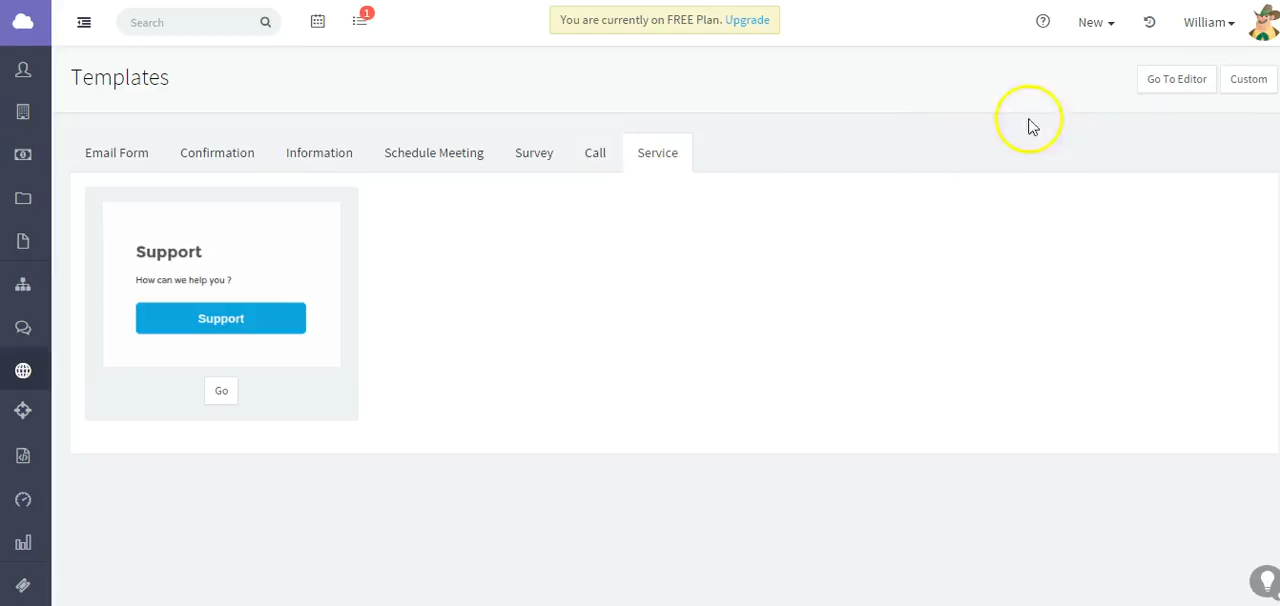 Search
1
You are currently on FREE Plan. Upgrade
New
William
Templates
Go To Editor
Custom
Email Form
Confirmation
Information
Schedule Meeting
Survey
Call
Service
Support
How can we help you ?
Support
Go